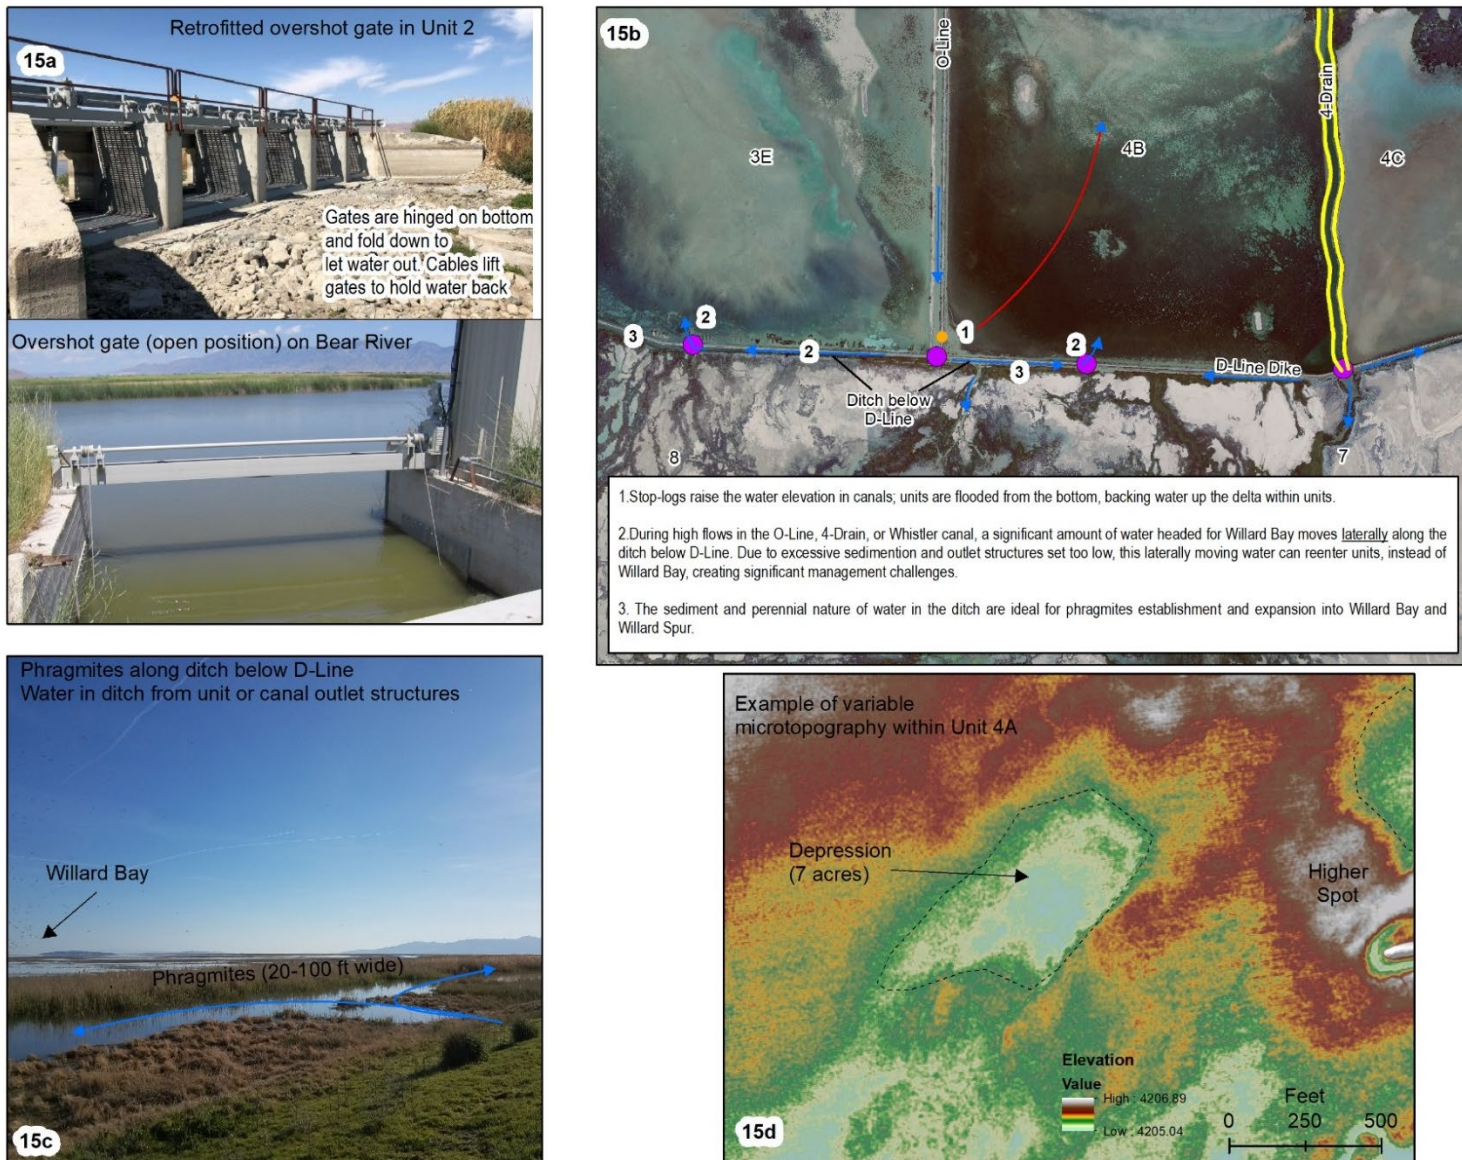 Retrofitted overshot gate in Unit 2
15a
Gates are hinged on bottom
and fold down to
let water out. Cables lift
gates to hold water back
Overshot gate (open position) on Bear River
15b
O-Line
4-Drain
3E
4B
4C
1
2
2
3
2
3
D-Line Dike
Ditch below
D-Line
8
7
1.Stop-logs raise the water elevation in canals; units are flooded from the bottom, backing water up the delta within units.
2.During high flows in the O-Line, 4-Drain, or Whistler canal, a significant amount of water headed for Willard Bay moves laterally along the
ditch below D-Line. Due to excessive sedimention and outlet structures set too low, this laterally moving water can reenter units, instead of
Willard Bay, creating significant management challenges.
3. The sediment and perennial nature of water in the ditch are ideal for phragmites establishment and expansion into Willard Bay and
Willard Spur.
Phragmites along ditch below D-Line
Water in ditch from unit or canal outlet structures
Willard Bay
Phragmites (20-100 ft wide)
15c
Example of variable
microtopography within Unit 4A
Depression
(7 acres)
Higher
Spot
Elevation
Value
High : 4206.89
Low : 4205.04
Feet
0 250 500
15d